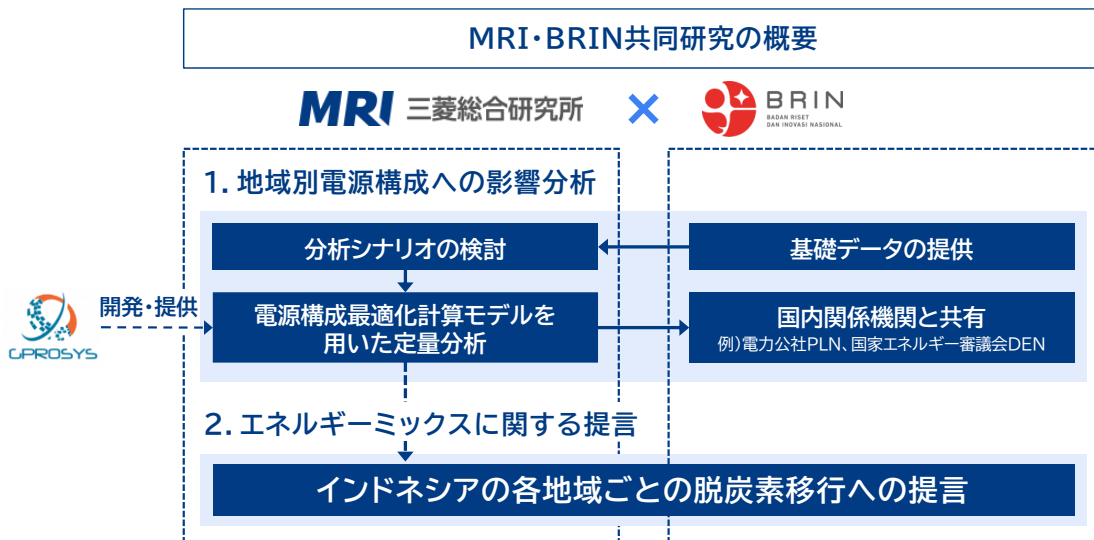 MRI・BRIN共同研究の概要
MRI 三菱総合研究所
BRIN
BADAN RISET
DAN INOVASI NASIONAL
1. 地域別電源構成への影響分析
分析シナリオの検討
基礎データの提供
開発・提供
GPROSYS
電源構成最適化計算モデルを
用いた定量分析
国内関係機関と共有
例)電力公社PLN、国家エネルギー審議会DEN
2. エネルギーミックスに関する提言
インドネシアの各地域ごとの脱炭素移行への提言